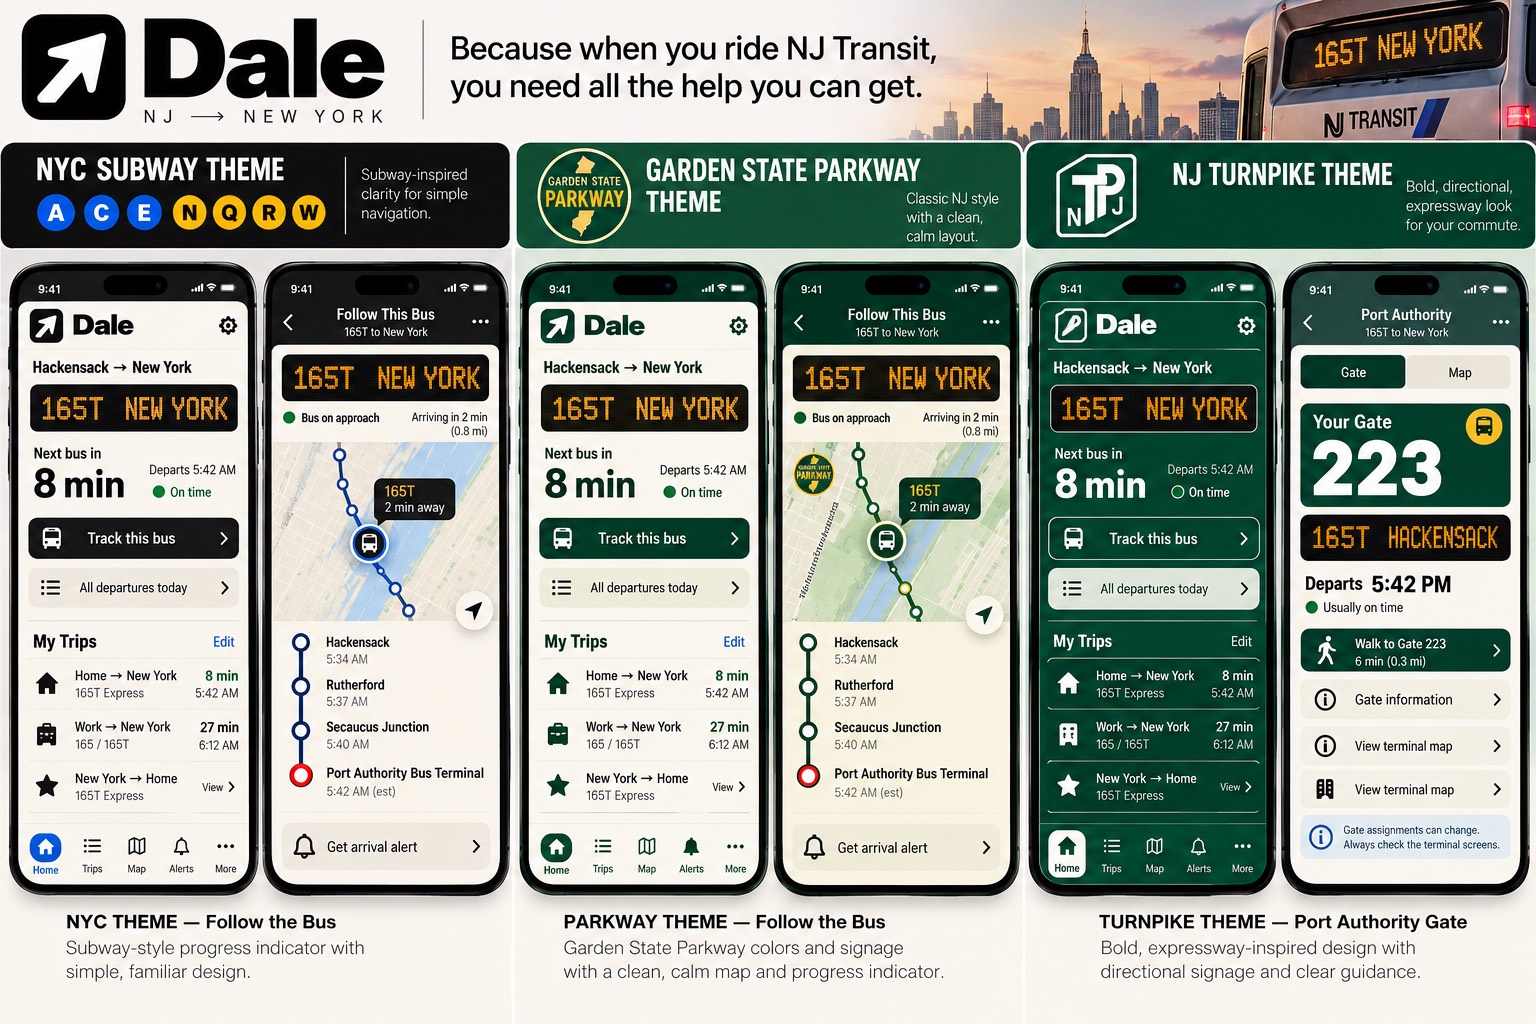 Dale
NJ → NEW YORK
Because when you ride NJ Transit,
you need all the help you can get.
165T NEW YORK
NJ TRANSIT
NYC SUBWAY THEME
A C E N Q R W
Subway-inspired
clarity for simple
navigation.
GARDEN STATE
PARKWAY
GARDEN STATE PARKWAY
THEME
Classic NJ style
with a clean,
calm layout.
N TP J
NJ TURNPIKE THEME
Bold, directional,
expressway look
for your commute.
9:41
Dale
Hackensack → New York
165T NEW YORK
Next bus in
8 min
Departs 5:42 AM
On time
Track this bus
All departures today
My Trips
Edit
Home → New York
8 min
165T Express
5:42 AM
Work → New York
27 min
165 / 165T
6:12 AM
New York → Home
165T Express
View
Home Trips Map Alerts More
9:41
Follow This Bus
165T to New York
165T NEW YORK
Bus on approach
Arriving in 2 min
(0.8 mi)
165T
2 min away
Hackensack
5:34 AM
Rutherford
5:37 AM
Secaucus Junction
5:40 AM
Port Authority Bus Terminal
5:42 AM (est)
Get arrival alert
9:41
Dale
Hackensack → New York
165T NEW YORK
Next bus in
8 min
Departs 5:42 AM
On time
Track this bus
All departures today
My Trips
Edit
Home → New York
8 min
165T Express
5:42 AM
Work → New York
27 min
165 / 165T
6:12 AM
New York → Home
165T Express
View
Home Trips Map Alerts More
9:41
Follow This Bus
165T to New York
165T NEW YORK
Bus on approach
Arriving in 2 min
(0.8 mi)
PARKWAY
165T
2 min away
Hackensack
5:34 AM
Rutherford
5:37 AM
Secaucus Junction
5:40 AM
Port Authority Bus Terminal
5:42 AM (est)
Get arrival alert
9:41
Dale
Hackensack → New York
165T NEW YORK
Next bus in
8 min
Departs 5:42 AM
On time
Track this bus
All departures today
My Trips
Edit
Home → New York
8 min
165T Express
5:42 AM
Work → New York
27 min
165 / 165T
6:12 AM
New York → Home
165T Express
View
Home Trips Map Alerts More
9:41
Port Authority
165T to New York
Gate
Map
Your Gate
223
165T HACKENSACK
Departs 5:42 PM
Usually on time
Walk to Gate 223
6 min (0.3 mi)
Gate information
View terminal map
View terminal map
Gate assignments can change.
Always check the terminal screens.
NYC THEME — Follow the Bus
Subway-style progress indicator with
simple, familiar design.
PARKWAY THEME — Follow the Bus
Garden State Parkway colors and signage
with a clean, calm map and progress indicator.
TURNPIKE THEME — Port Authority Gate
Bold, expressway-inspired design with
directional signage and clear guidance.